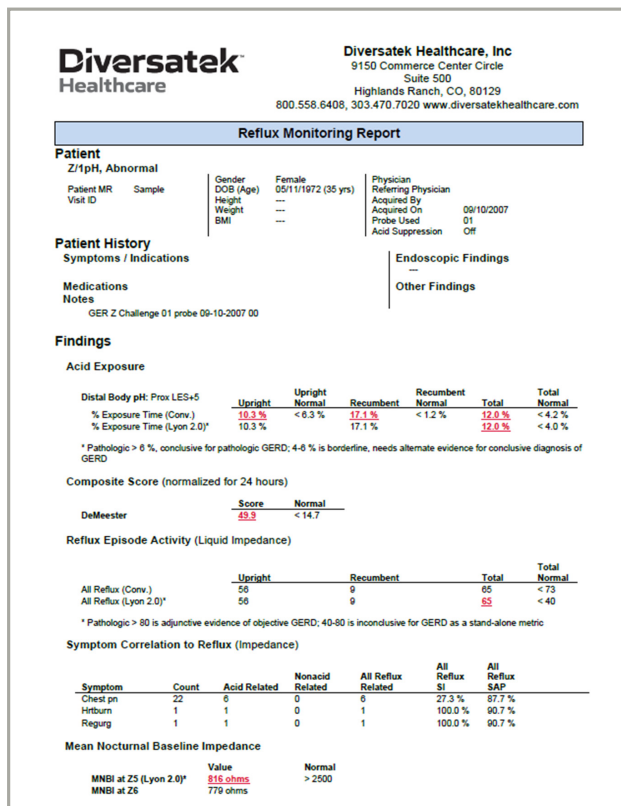 Diversatek™
Healthcare
Diversatek Healthcare, Inc
9150 Commerce Center Circle
Suite 500
Highlands Ranch, CO, 80129
800.558.6408, 303.470.7020 www.diversatekhealthcare.com
Reflux Monitoring Report
Patient
Z/1pH, Abnormal
Patient MR Sample
Visit ID
Gender Female
DOB (Age) 05/11/1972 (35 yrs)
Height ---
Weight ---
BMI ---
Physician
Referring Physician
Acquired By
Acquired On 09/10/2007
Probe Used 01
Acid Suppression Off
Patient History
Symptoms / Indications
Medications
Notes
GER Z Challenge 01 probe 09-10-2007 00
Endoscopic Findings
---
Other Findings
Findings
Acid Exposure
Distal Body pH: Prox LES+5 Upright Upright Normal Recumbent Recumbent Normal Total Total Normal
% Exposure Time (Conv.) 10.3 % < 6.3 % 17.1 % < 1.2 % 12.0 % < 4.2 %
% Exposure Time (Lyon 2.0)* 10.3 % 17.1 % 12.0 % < 4.0 %
* Pathologic > 6 %, conclusive for pathologic GERD; 4-6 % is borderline, needs alternate evidence for conclusive diagnosis of
GERD
Composite Score (normalized for 24 hours)
Score Normal
DeMeester 49.9 < 14.7
Reflux Episode Activity (Liquid Impedance)
Upright Recumbent Total Total Normal
All Reflux (Conv.) 56 9 65 < 73
All Reflux (Lyon 2.0)* 56 9 65 < 40
* Pathologic > 80 is adjunctive evidence of objective GERD; 40-80 is inconclusive for GERD as a stand-alone metric
Symptom Correlation to Reflux (Impedance)
Symptom Count Acid Related Nonacid Related All Reflux Related All Reflux SI All Reflux SAP
Chest pn 22 6 0 6 27.3 % 87.7 %
Hrtburn 1 1 0 1 100.0 % 90.7 %
Regurg 1 1 0 1 100.0 % 90.7 %
Mean Nocturnal Baseline Impedance
Value Normal
MNBI at Z5 (Lyon 2.0)* 816 ohms > 2500
MNBI at Z6 779 ohms